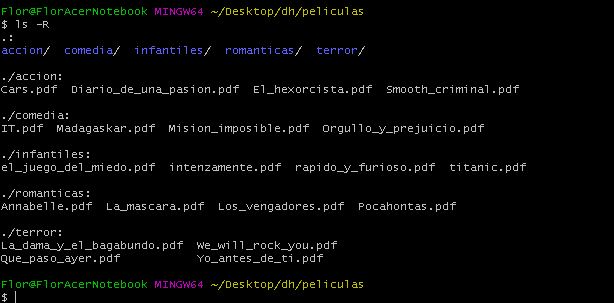 Flor@FlorAcerNotebook MINGW64 ~/Desktop/dh/peliculas
$ ls -R
.:
accion/  comedia/  infantiles/  romanticas/  terror/

./accion:
Cars.pdf  Diario_de_una_pasion.pdf  El_hexorcista.pdf  Smooth_criminal.pdf

./comedia:
IT.pdf  Madagaskar.pdf  Mision_imposible.pdf  Orgullo_y_prejuicio.pdf

./infantiles:
el_juego_del_miedo.pdf  intenzamente.pdf  rapido_y_furioso.pdf  titanic.pdf

./romanticas:
Annabelle.pdf  La_mascara.pdf  Los_vengadores.pdf  Pocahontas.pdf

./terror:
La_dama_y_el_bagabundo.pdf  We_will_rock_you.pdf
Que_paso_ayer.pdf           Yo_antes_de_ti.pdf

Flor@FlorAcerNotebook MINGW64 ~/Desktop/dh/peliculas
$